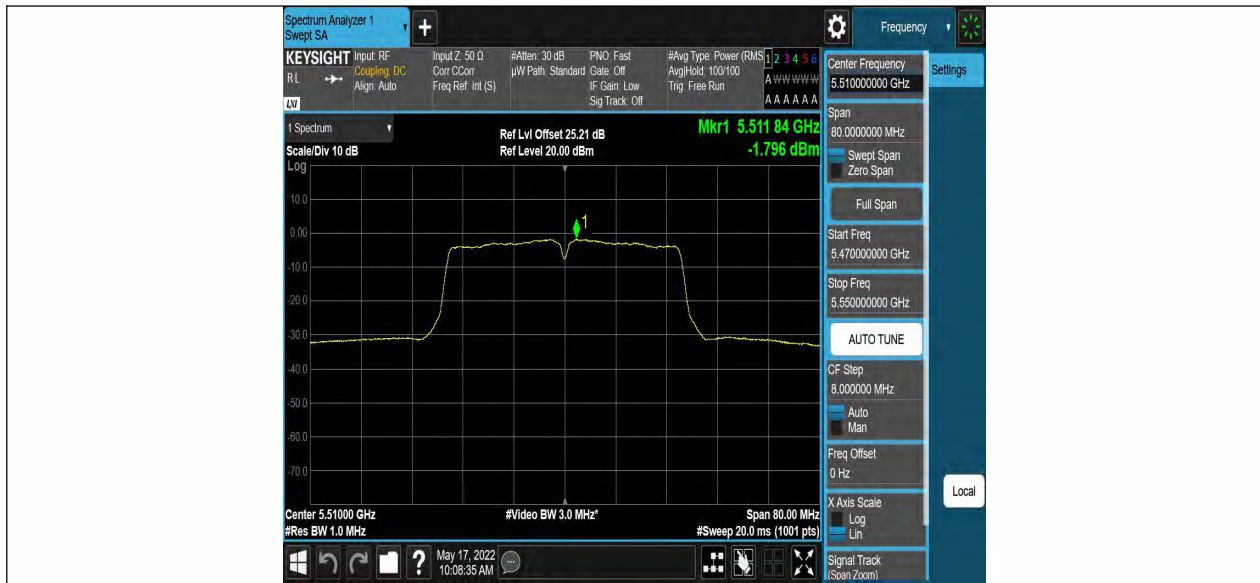 Spectrum Analyzer 1
Swept SA
+
Frequency
KEYSIGHT
Input: RF
Coupling: DC
Align: Auto
Input Z: 50 Ω
Corr CCorr
Freq Ref: Int (S)
#Atten: 30 dB
µW Path: Standard
PNO: Fast
Gate: Off
IF Gain: Low
Sig Track: Off
#Avg Type: Power (RMS
Avg|Hold: 100/100
Trig: Free Run
1 2 3 4 5 6
A W W W W W
A A A A A A
R L
LXI
1 Spectrum
Scale/Div 10 dB
Ref Lvl Offset 25.21 dB
Ref Level 20.00 dBm
Mkr1 5.511 84 GHz
-1.796 dBm
Log
10.0
0.00
-10.0
-20.0
-30.0
-40.0
-50.0
-60.0
-70.0
1
Center 5.51000 GHz
#Res BW 1.0 MHz
#Video BW 3.0 MHz*
Span 80.00 MHz
#Sweep 20.0 ms (1001 pts)
?
May 17, 2022
10:08:35 AM
Center Frequency
5.510000000 GHz
Settings
Span
80.0000000 MHz
Swept Span
Zero Span
Full Span
Start Freq
5.470000000 GHz
Stop Freq
5.550000000 GHz
AUTO TUNE
CF Step
8.000000 MHz
Auto
Man
Freq Offset
0 Hz
X Axis Scale
Log
Lin
Local
Signal Track
(Span Zoom)